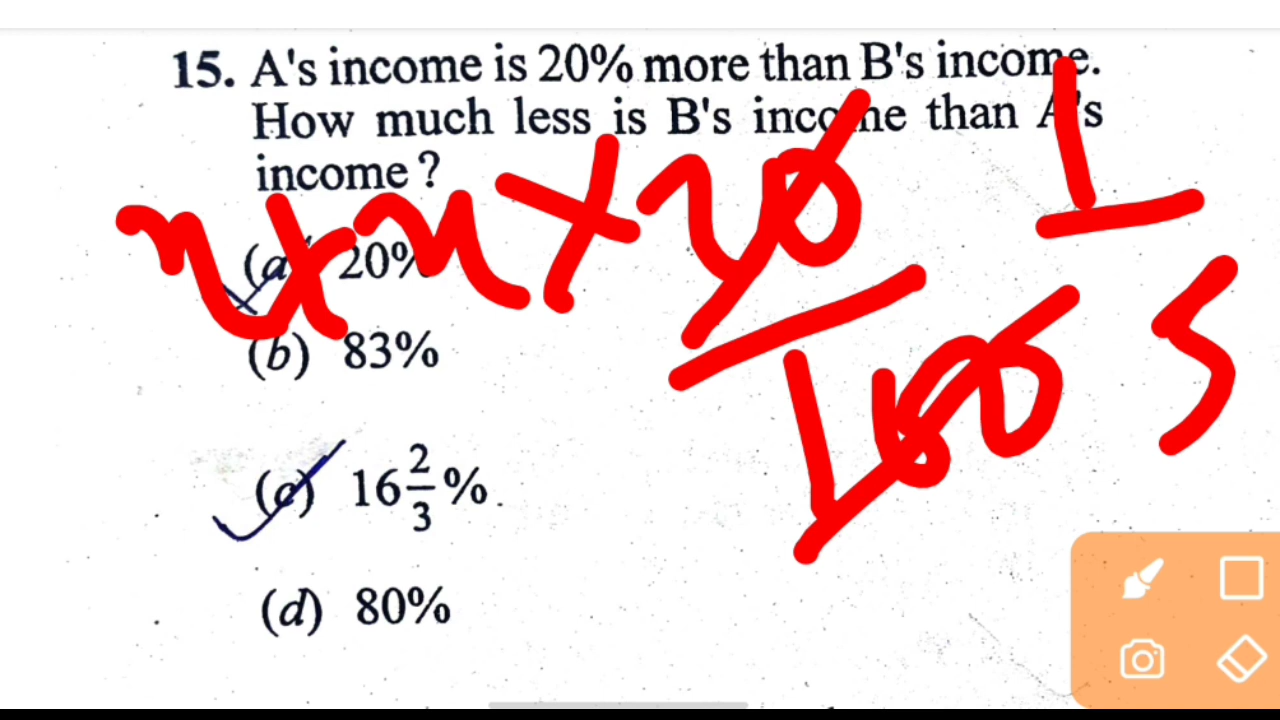 15. A's income is 20% more than B's income.
How much less is B's income than A's
income ?
(a) 20%
(b) 83%
(c) 16 2/3 %.
(d) 80%
x + x × 20/100 1/5